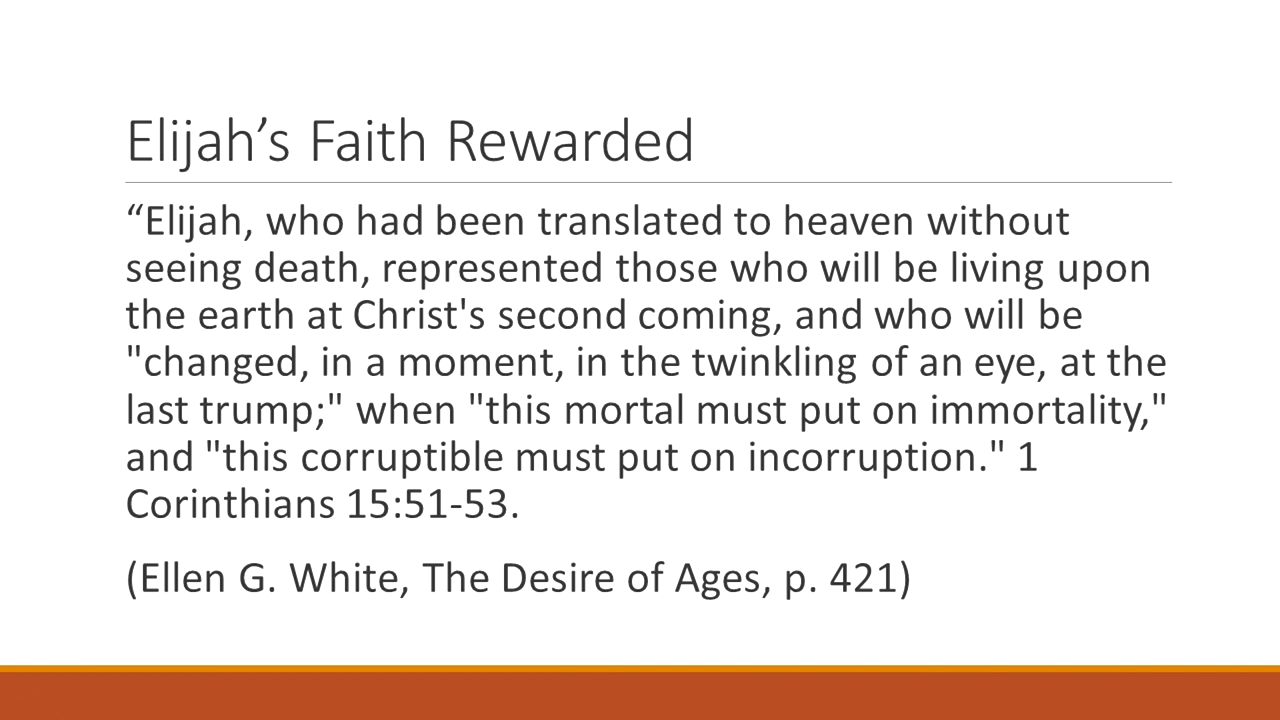 Elijah’s Faith Rewarded
“Elijah, who had been translated to heaven without
seeing death, represented those who will be living upon
the earth at Christ's second coming, and who will be
"changed, in a moment, in the twinkling of an eye, at the
last trump;" when "this mortal must put on immortality,"
and "this corruptible must put on incorruption." 1
Corinthians 15:51-53.
(Ellen G. White, The Desire of Ages, p. 421)